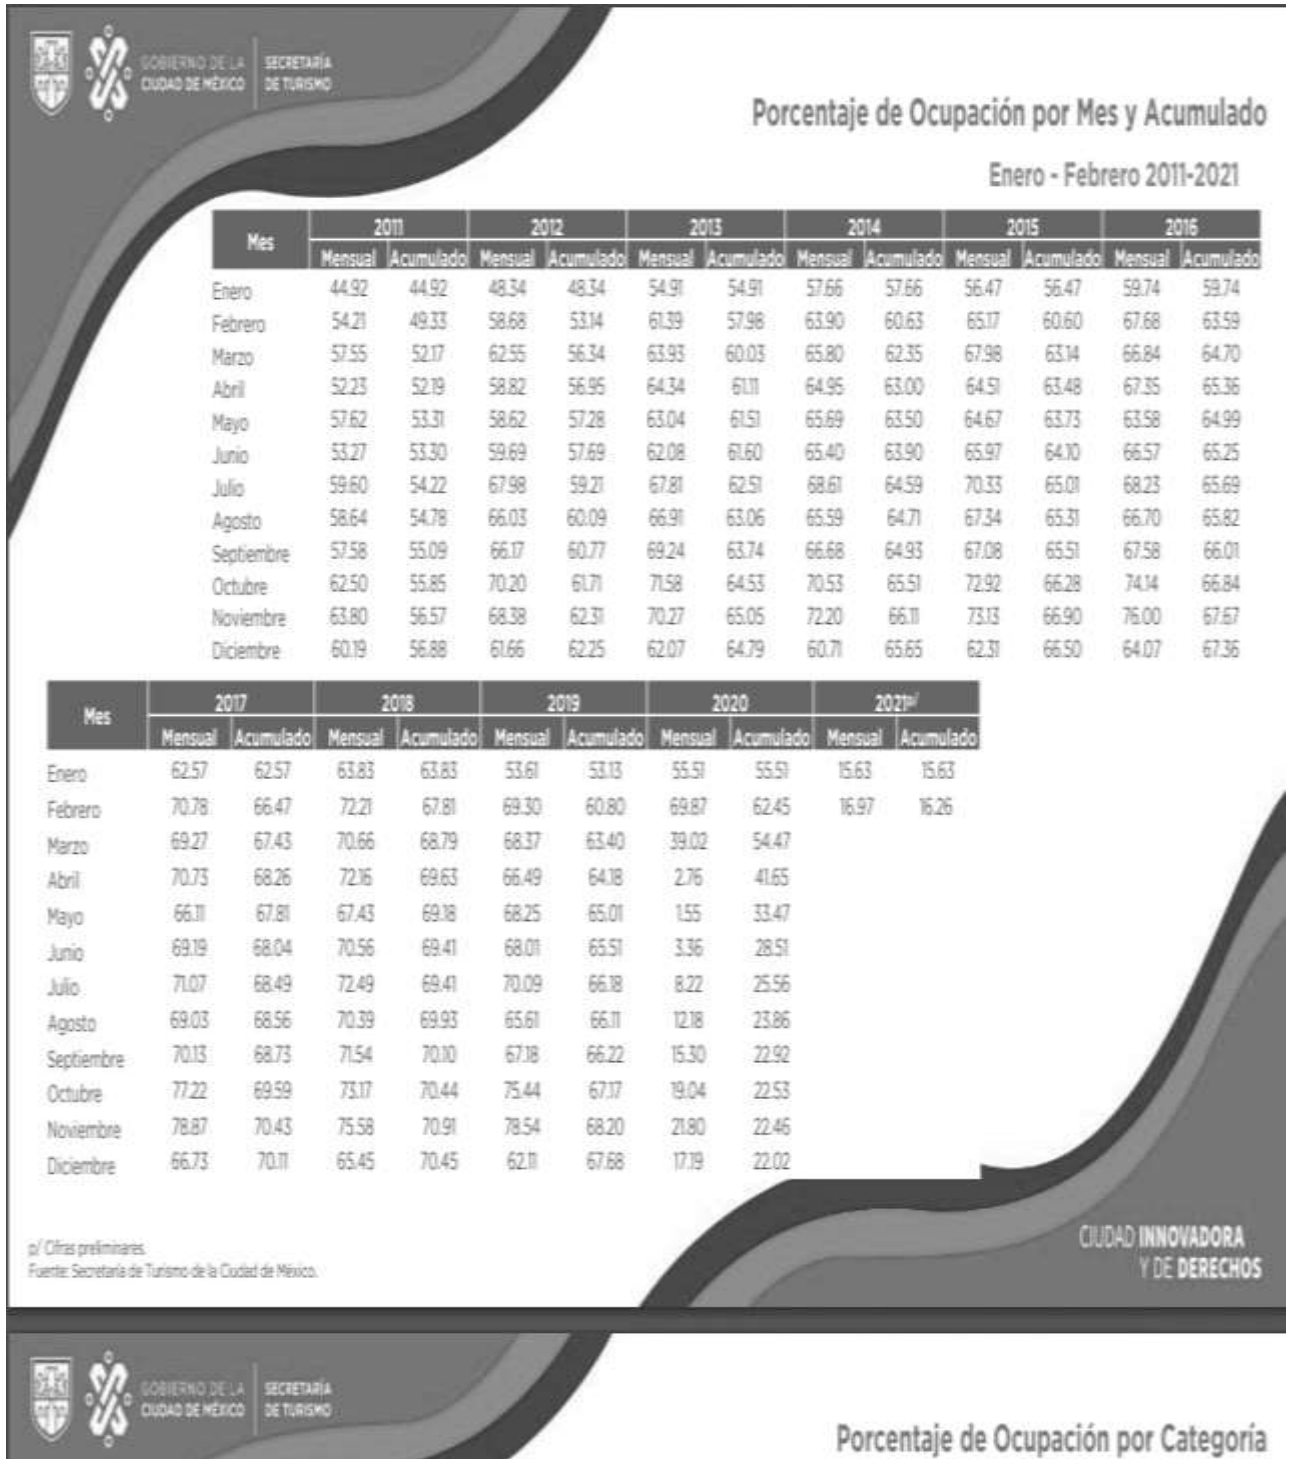 GOBIERNO DE LA
CIUDAD DE MÉXICO
SECRETARÍA
DE TURISMO
Porcentaje de Ocupación por Mes y Acumulado
Enero - Febrero 2011-2021
Mes 2011 2012 2013 2014 2015 2016
Mensual Acumulado Mensual Acumulado Mensual Acumulado Mensual Acumulado Mensual Acumulado Mensual Acumulado
Enero 44.92 44.92 48.34 48.34 54.91 54.91 57.66 57.66 56.47 56.47 59.74 59.74
Febrero 54.21 49.33 58.68 53.14 61.39 57.98 63.90 60.63 65.17 60.60 67.68 63.59
Marzo 57.55 52.17 62.55 56.34 63.93 60.03 65.80 62.35 67.98 63.14 66.84 64.70
Abril 52.23 52.19 58.82 56.95 64.34 61.11 64.95 63.00 64.51 63.48 67.35 65.36
Mayo 57.62 53.31 58.62 57.28 63.04 61.51 65.69 63.50 64.67 63.73 63.58 64.99
Junio 53.27 53.30 59.69 57.69 62.08 61.60 65.40 63.90 65.97 64.10 66.57 65.25
Julio 59.60 54.22 67.98 59.21 67.81 62.51 68.61 64.59 70.33 65.01 68.23 65.69
Agosto 58.64 54.78 66.03 60.09 66.91 63.06 65.59 64.71 67.34 65.31 66.70 65.82
Septiembre 57.58 55.09 66.17 60.77 69.24 63.74 66.68 64.93 67.08 65.51 67.58 66.01
Octubre 62.50 55.85 70.20 61.71 71.58 64.53 70.53 65.51 72.92 66.28 74.14 66.84
Noviembre 63.80 56.57 68.38 62.31 70.27 65.05 72.20 66.11 73.13 66.90 76.00 67.67
Diciembre 60.19 56.88 61.66 62.25 62.07 64.79 60.71 65.65 62.31 66.50 64.07 67.36
Mes 2017 2018 2019 2020 2021p/
Mensual Acumulado Mensual Acumulado Mensual Acumulado Mensual Acumulado Mensual Acumulado
Enero 62.57 62.57 63.83 63.83 53.61 53.13 55.51 55.51 15.63 15.63
Febrero 70.78 66.47 72.21 67.81 69.30 60.80 69.87 62.45 16.97 16.26
Marzo 69.27 67.43 70.66 68.79 68.37 63.40 39.02 54.47
Abril 70.73 68.26 72.16 69.63 66.49 64.18 2.76 41.65
Mayo 66.11 67.81 67.43 69.18 68.25 65.01 1.55 33.47
Junio 69.19 68.04 70.56 69.41 68.01 65.51 3.36 28.51
Julio 71.07 68.49 72.49 69.41 70.09 66.18 8.22 25.56
Agosto 69.03 68.56 70.39 69.93 65.61 66.11 12.18 23.86
Septiembre 70.13 68.73 71.54 70.10 67.18 66.22 15.30 22.92
Octubre 77.22 69.59 73.17 70.44 75.44 67.17 19.04 22.53
Noviembre 78.87 70.43 75.58 70.91 78.54 68.20 21.80 22.46
Diciembre 66.73 70.11 65.45 70.45 62.11 67.68 17.19 22.02
p/ Cifras preliminares.
Fuente: Secretaría de Turismo de la Ciudad de México.
CIUDAD INNOVADORA
Y DE DERECHOS
GOBIERNO DE LA
CIUDAD DE MÉXICO
SECRETARÍA
DE TURISMO
Porcentaje de Ocupación por Categoría